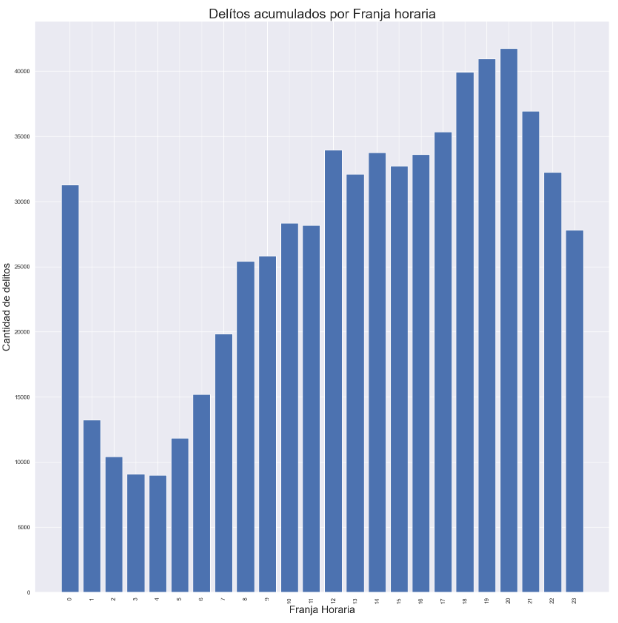 Delítos acumulados por Franja horaria
Cantidad de delitos
40000
35000
30000
25000
20000
15000
10000
5000
0
0 1 2 3 4 5 6 7 8 9 10 11 12 13 14 15 16 17 18 19 20 21 22 23
Franja Horaria